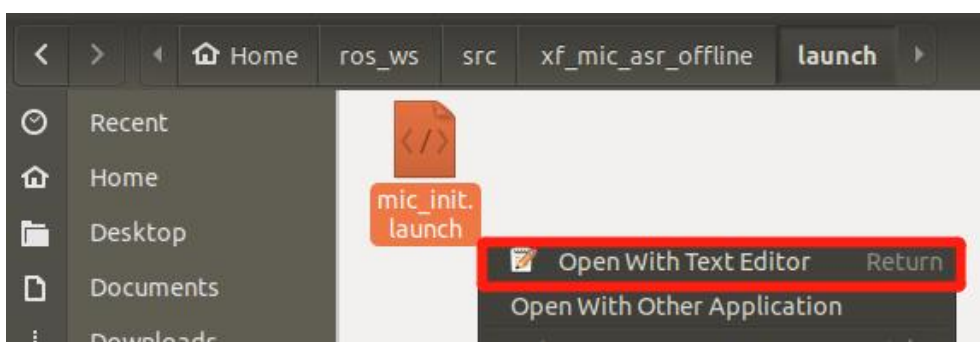 Home ros_ws src xf_mic_asr_offline launch
Recent
Home
Desktop
Documents
Downloads
mic_init.
launch
Open With Text Editor Return
Open With Other Application